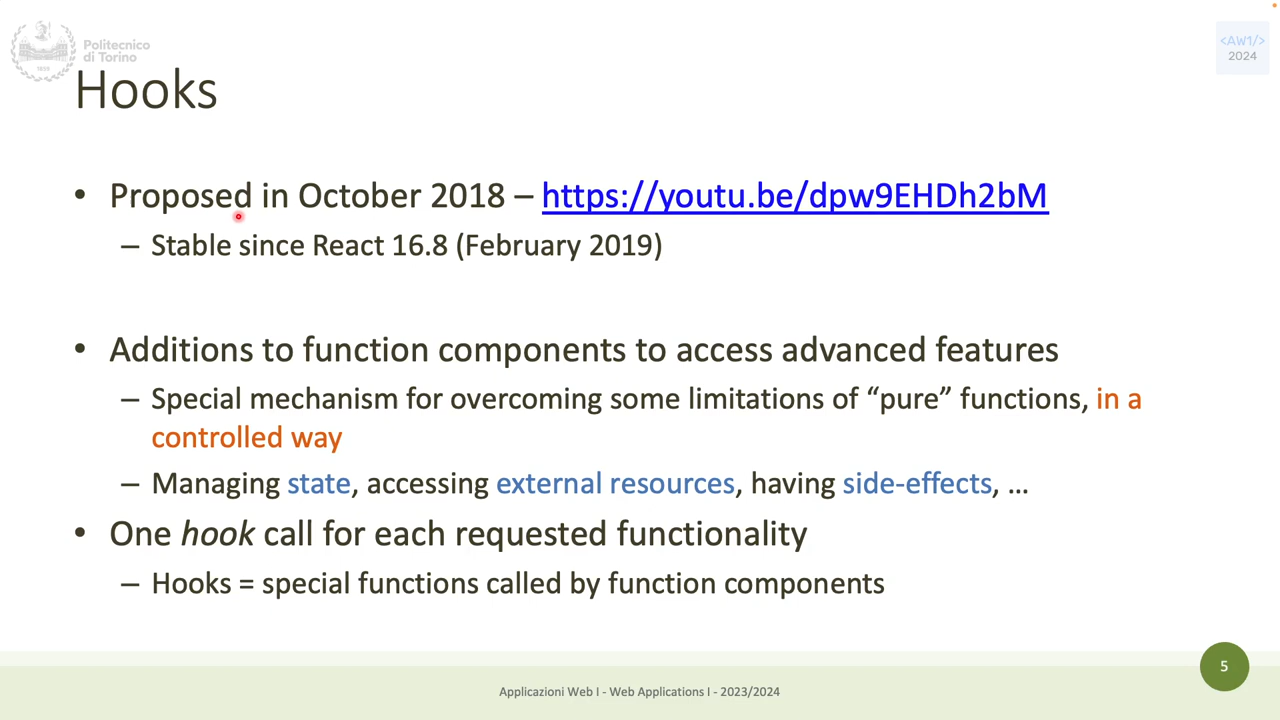 Politecnico
di Torino
1859
<AW1/>
2024
Hooks
• Proposed in October 2018 – https://youtu.be/dpw9EHDh2bM
– Stable since React 16.8 (February 2019)
• Additions to function components to access advanced features
– Special mechanism for overcoming some limitations of “pure” functions, in a
controlled way
– Managing state, accessing external resources, having side-effects, …
• One hook call for each requested functionality
– Hooks = special functions called by function components
5
Applicazioni Web I - Web Applications I - 2023/2024